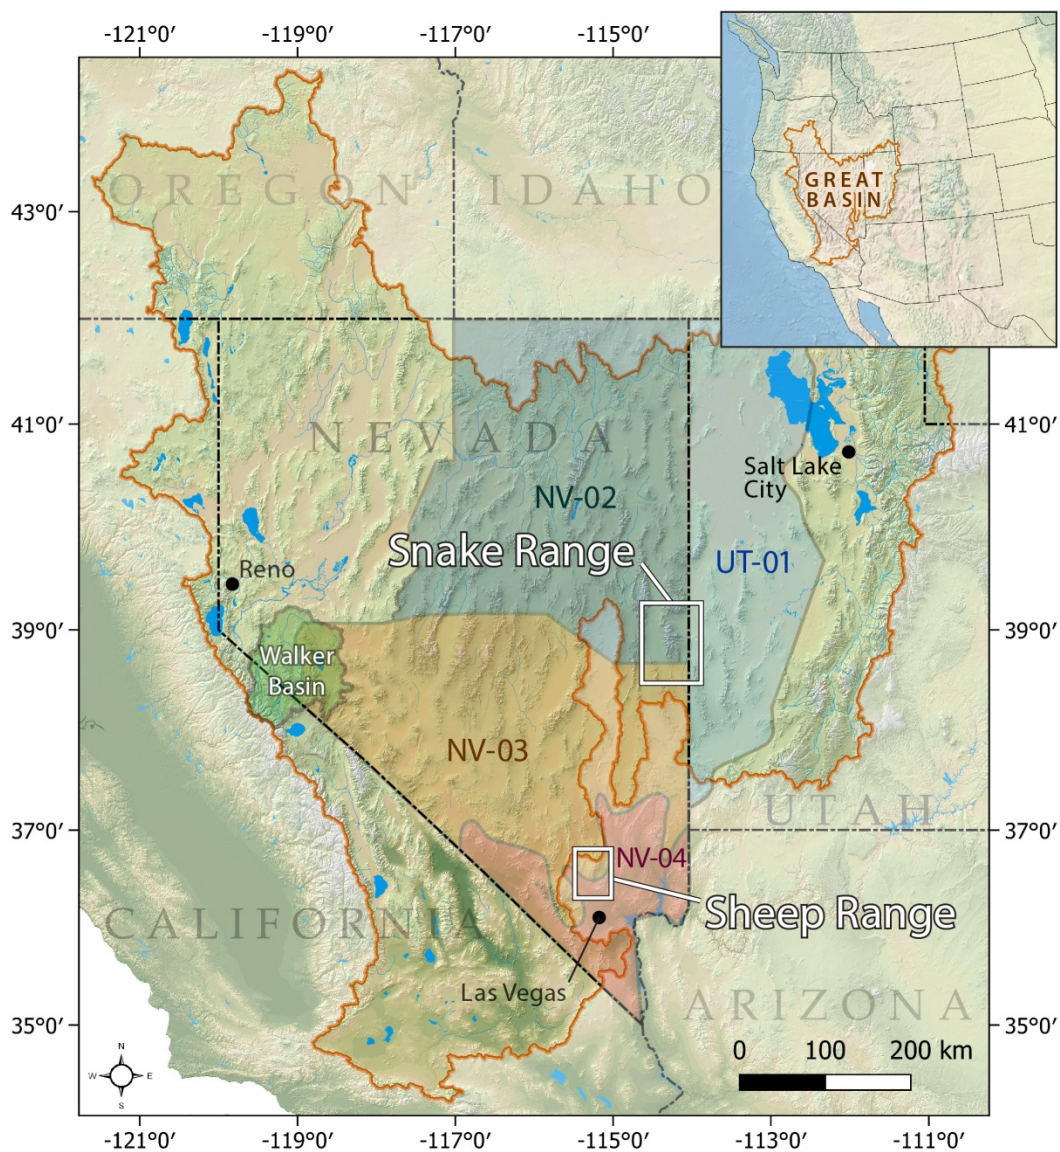 -121°0′ -119°0′ -117°0′ -115°0′
GREAT
BASIN
OREGON IDAHO
43°0′
41°0′ 41°0′
NEVADA
Salt Lake
City
NV-02
Snake Range
UT-01
Reno
39°0′ 39°0′
Walker
Basin
NV-03
UTAH
37°0′ 37°0′
NV-04
CALIFORNIA
Sheep Range
Las Vegas
ARIZONA
35°0′ 35°0′
N
W E
S
0 100 200 km
-121°0′ -119°0′ -117°0′ -115°0′ -113°0′ -111°0′